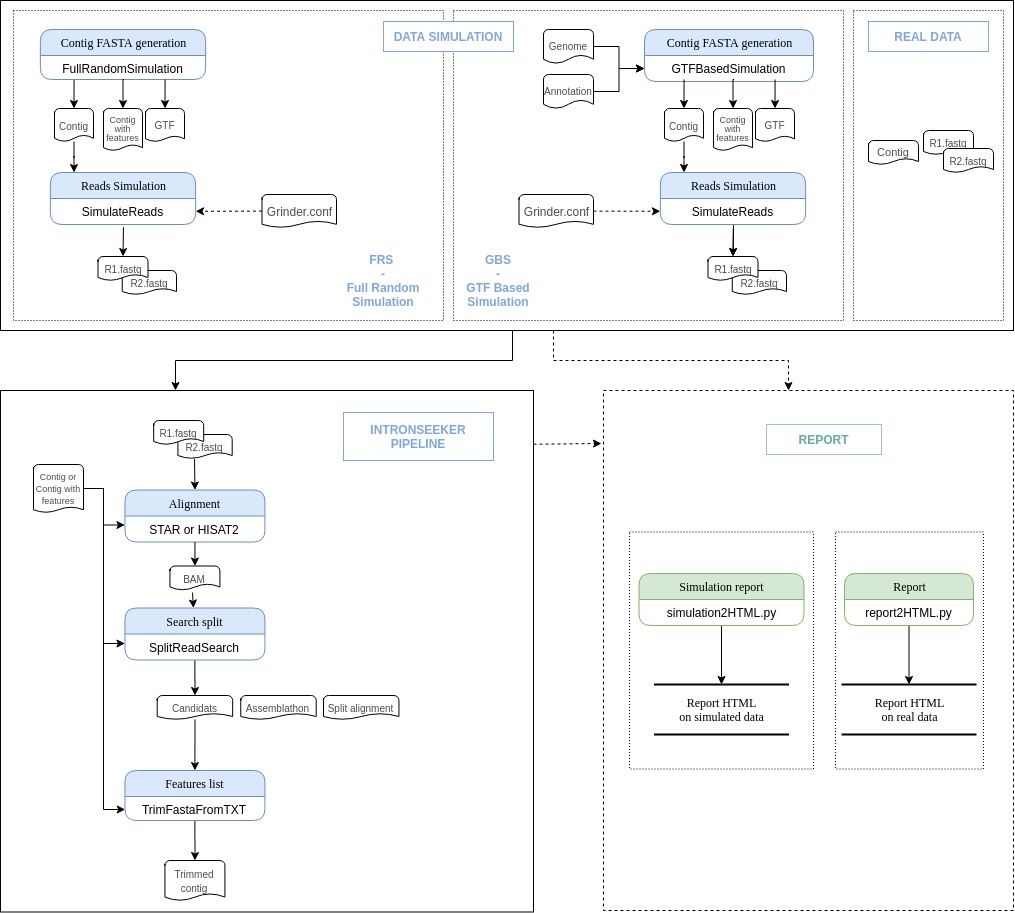 DATA SIMULATION
REAL DATA
Contig FASTA generation
FullRandomSimulation
Contig
Contig
with
features
GTF
Reads Simulation
SimulateReads
Grinder.conf
R1.fastq
R2.fastq
FRS
-
Full Random
Simulation
Genome
Annotation
Contig FASTA generation
GTFBasedSimulation
Contig
Contig
with
features
GTF
Grinder.conf
Reads Simulation
SimulateReads
R1.fastq
R2.fastq
GBS
-
GTF Based
Simulation
Contig
R1.fastq
R2.fastq
INTRONSEEKER
PIPELINE
R1.fastq
R2.fastq
Contig or
Contig with
features
Alignment
STAR or HISAT2
BAM
Search split
SplitReadSearch
Candidats
Assemblathon
Split alignment
Features list
TrimFastaFromTXT
Trimmed
contig
REPORT
Simulation report
simulation2HTML.py
Report HTML
on simulated data
Report
report2HTML.py
Report HTML
on real data